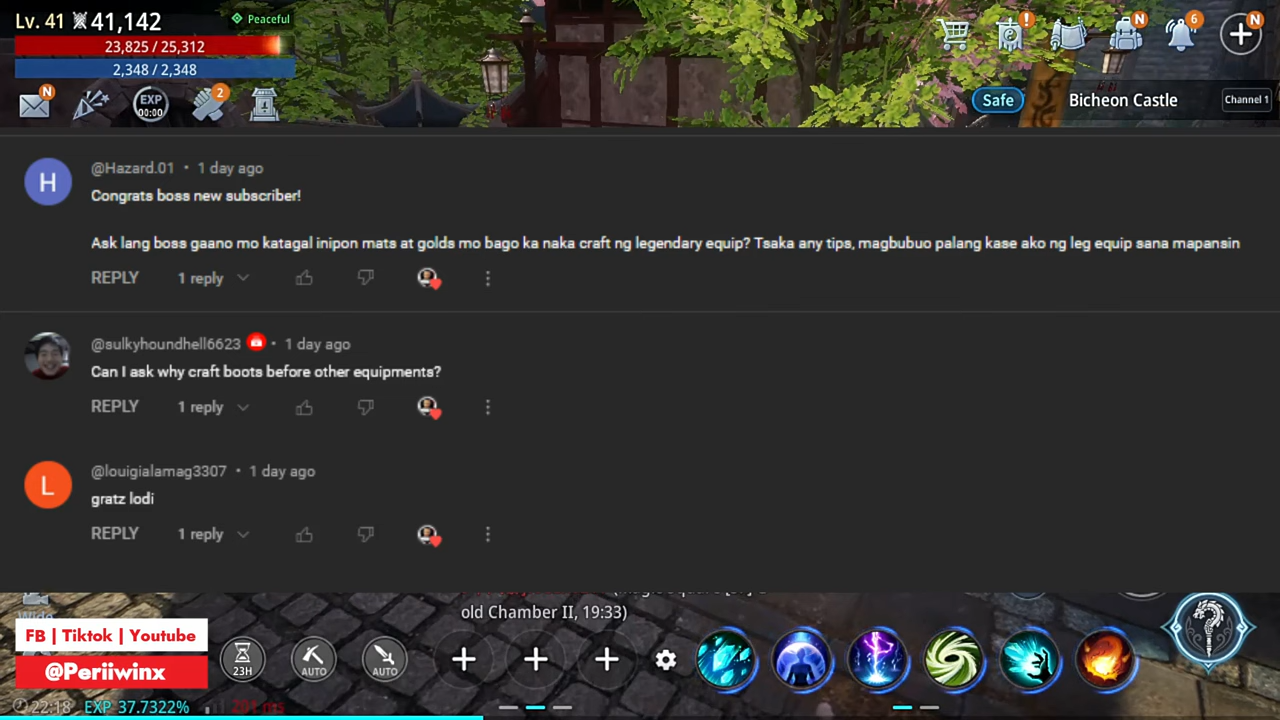 Lv. 41 41,142
Peaceful
23,825 / 25,312
2,348 / 2,348
N
EXP
00:00
2
!
N
6
N
Safe
Bicheon Castle
Channel 1
H
@Hazard.01 • 1 day ago
Congrats boss new subscriber!
Ask lang boss gaano mo katagal inipon mats at golds mo bago ka naka craft ng legendary equip? Tsaka any tips, magbubuo palang kase ako ng leg equip sana mapansin
REPLY 1 reply
@sulkyhoundhell6623 • 1 day ago
Can I ask why craft boots before other equipments?
REPLY 1 reply
L
@louigialamag3307 • 1 day ago
gratz lodi
REPLY 1 reply
old Chamber II, 19:33)
FB | Tiktok | Youtube
@Periiwinx
23H
AUTO
AUTO
22:18 EXP 37.7322% 201 ms